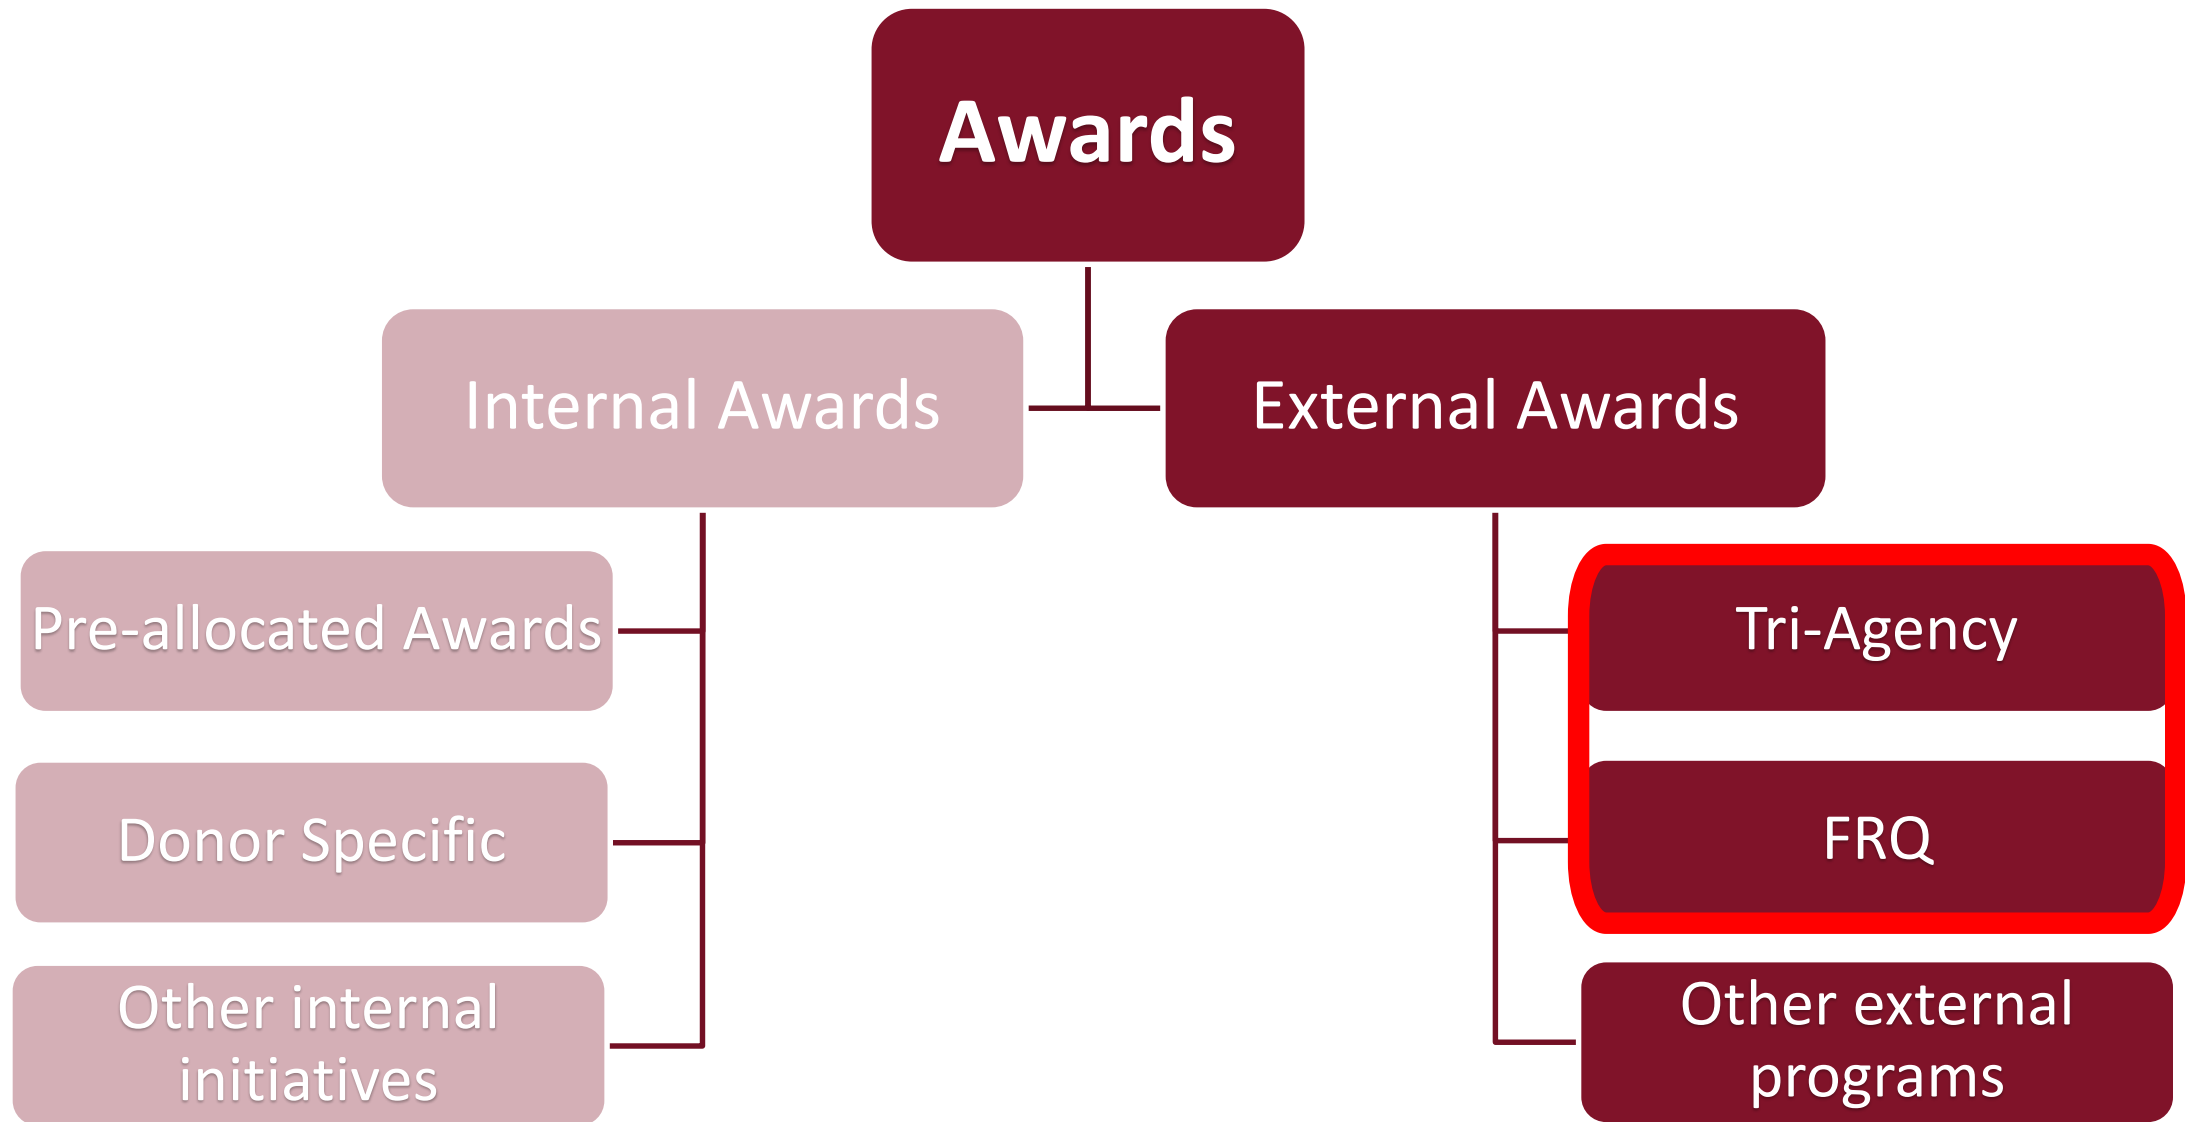 Awards
Internal Awards
External Awards
Pre-allocated Awards
Donor Specific
Other internal
initiatives
Tri-Agency
FRQ
Other external
programs